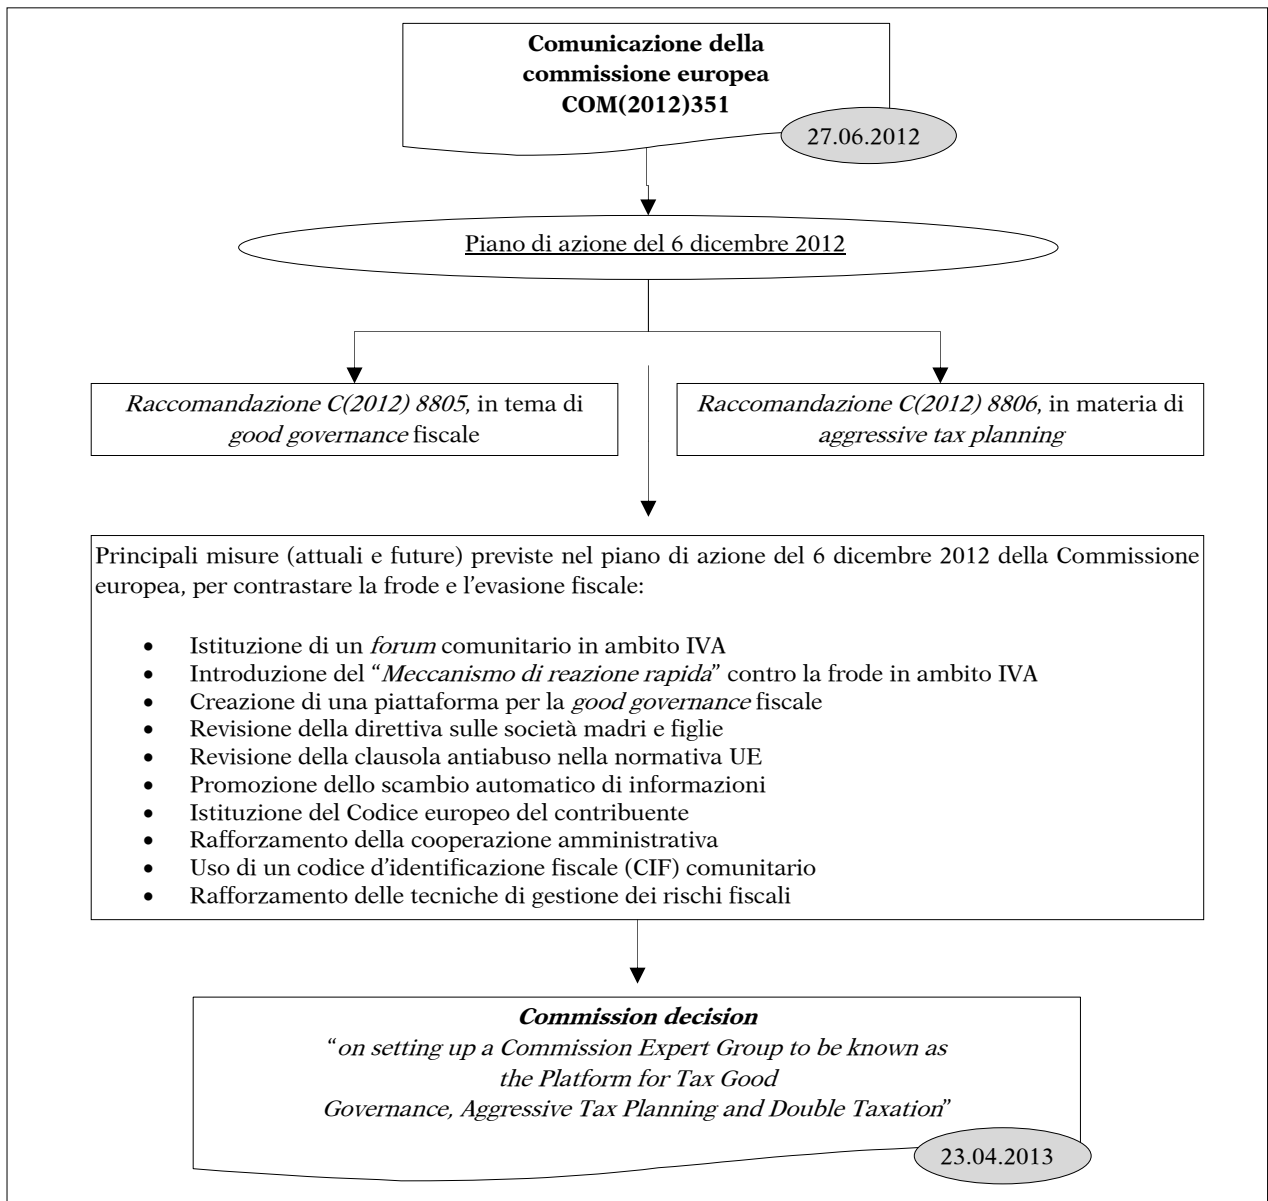 Comunicazione della
commissione europea
COM(2012)351
27.06.2012
Piano di azione del 6 dicembre 2012
Raccomandazione C(2012) 8805, in tema di
good governance fiscale
Raccomandazione C(2012) 8806, in materia di
aggressive tax planning
Principali misure (attuali e future) previste nel piano di azione del 6 dicembre 2012 della Commissione
europea, per contrastare la frode e l'evasione fiscale:
• Istituzione di un forum comunitario in ambito IVA
• Introduzione del “Meccanismo di reazione rapida” contro la frode in ambito IVA
• Creazione di una piattaforma per la good governance fiscale
• Revisione della direttiva sulle società madri e figlie
• Revisione della clausola antiabuso nella normativa UE
• Promozione dello scambio automatico di informazioni
• Istituzione del Codice europeo del contribuente
• Rafforzamento della cooperazione amministrativa
• Uso di un codice d'identificazione fiscale (CIF) comunitario
• Rafforzamento delle tecniche di gestione dei rischi fiscali
Commission decision
“on setting up a Commission Expert Group to be known as
the Platform for Tax Good
Governance, Aggressive Tax Planning and Double Taxation”
23.04.2013